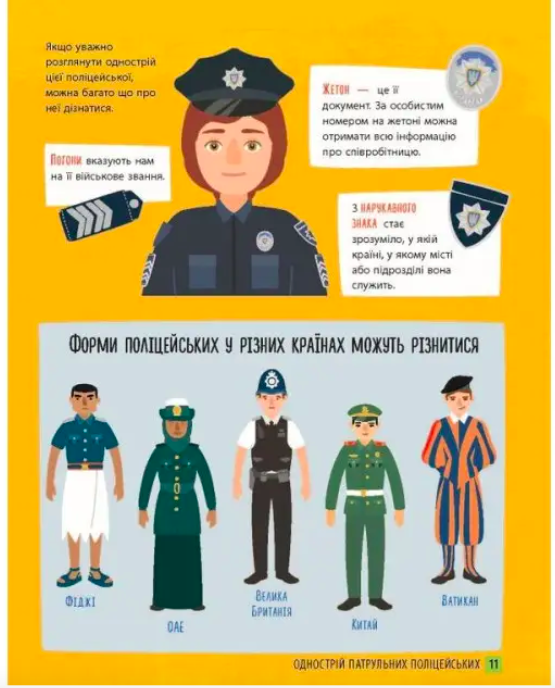 Якщо уважно
розглянути однострій
цієї поліцейської,
можна багато що про
неї дізнатися.
Жетон — це її
документ. За особистим
номером на жетоні можна
отримати всю інформацію
про співробітницю.
Погони вказують нам
на її військове звання.
З нарукавного
знака стає
зрозуміло, у якій
країні, у якому місті
або підрозділі вона
служить.
Форми поліцейських у різних країнах можуть різнитися
Фіджі
ОАЕ
Велика
Британія
Китай
Ватикан
Однострій патрульних поліцейських 11